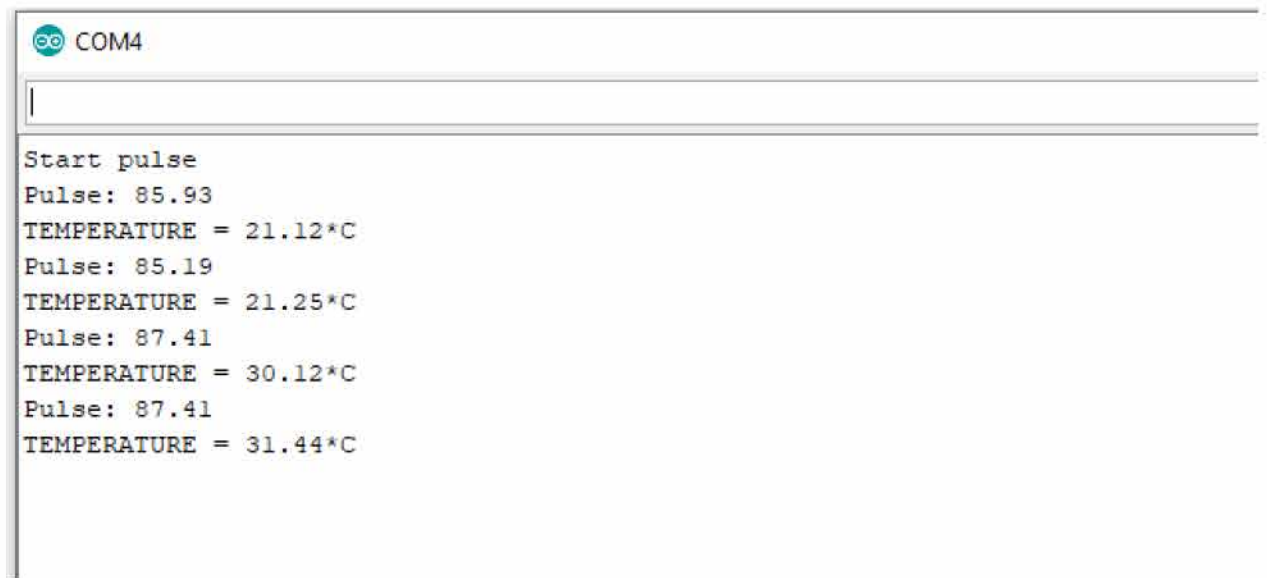 COM4
Start pulse
Pulse: 85.93
TEMPERATURE = 21.12*C
Pulse: 85.19
TEMPERATURE = 21.25*C
Pulse: 87.41
TEMPERATURE = 30.12*C
Pulse: 87.41
TEMPERATURE = 31.44*C